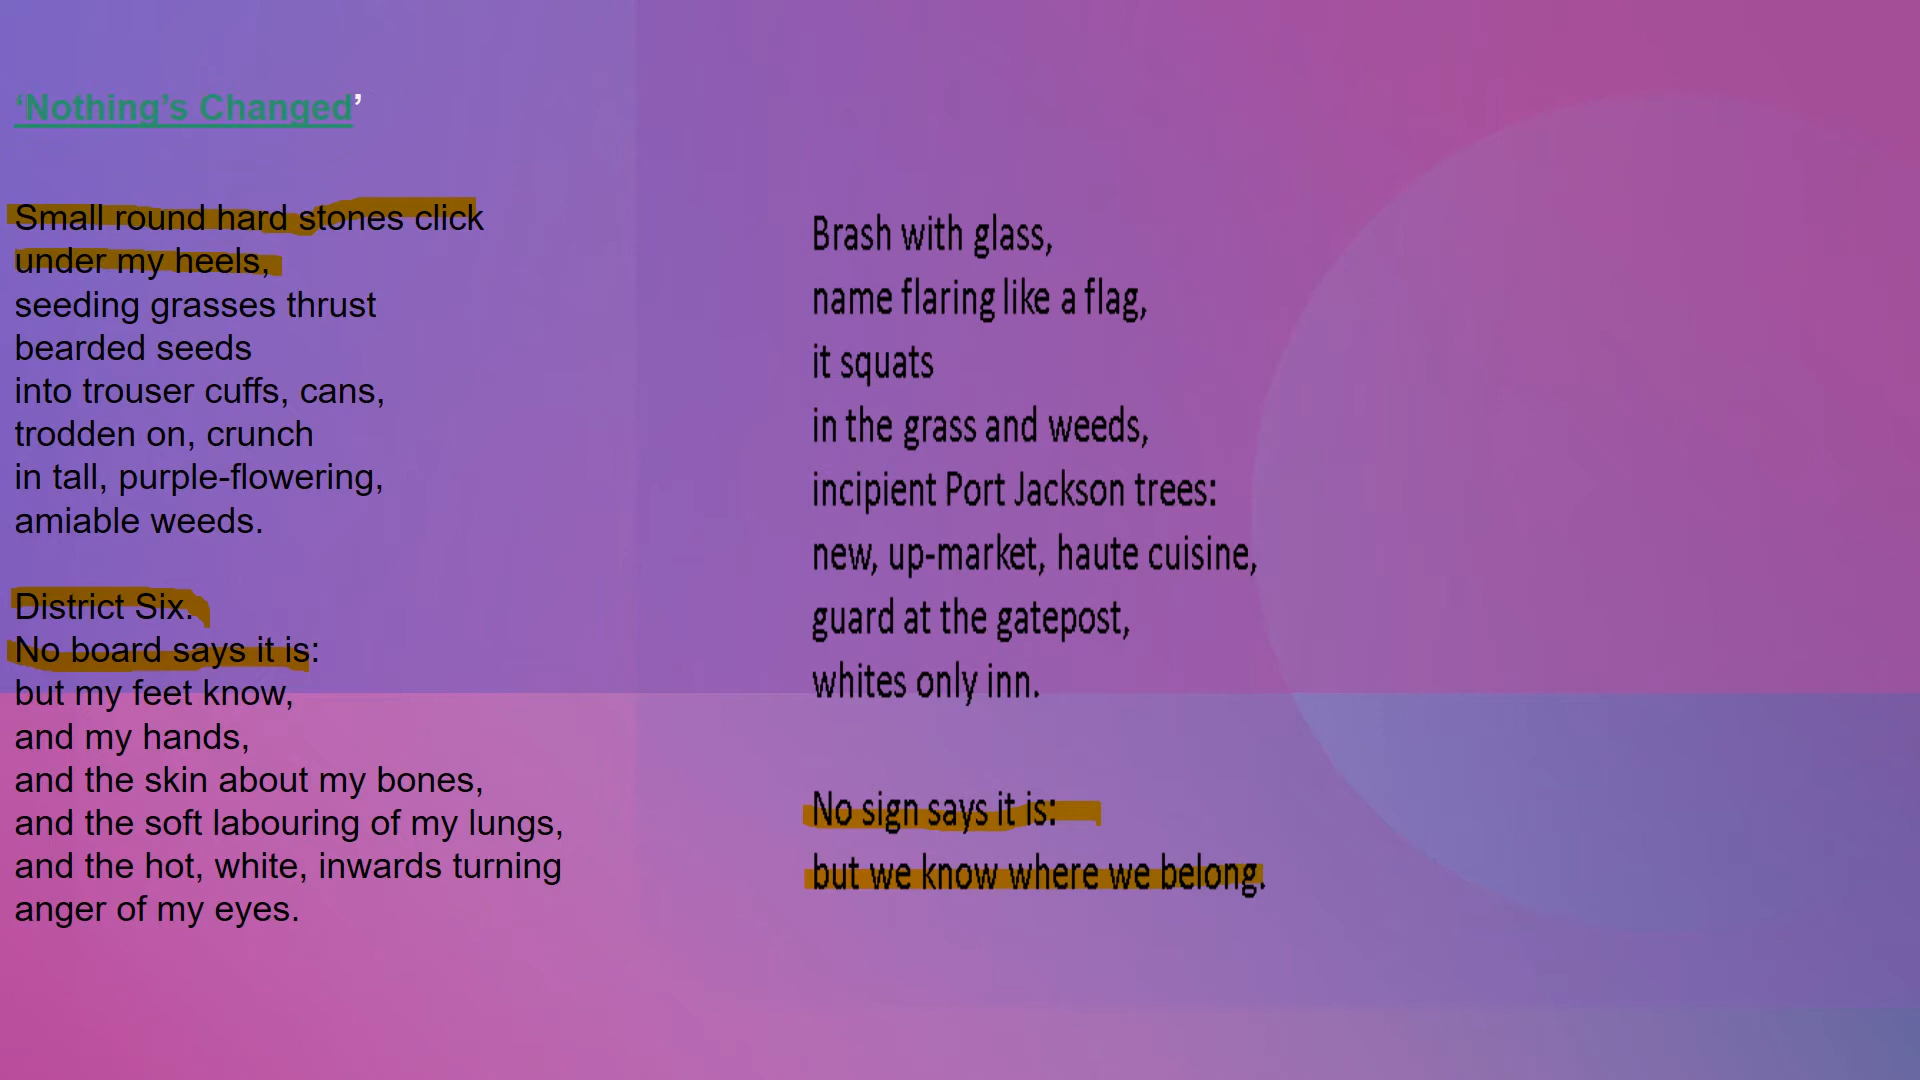 ‘Nothing’s Changed’
Small round hard stones click
under my heels,
seeding grasses thrust
bearded seeds
into trouser cuffs, cans,
trodden on, crunch
in tall, purple-flowering,
amiable weeds.
District Six.
No board says it is:
but my feet know,
and my hands,
and the skin about my bones,
and the soft labouring of my lungs,
and the hot, white, inwards turning
anger of my eyes.
Brash with glass,
name flaring like a flag,
it squats
in the grass and weeds,
incipient Port Jackson trees:
new, up-market, haute cuisine,
guard at the gatepost,
whites only inn.
No sign says it is:
but we know where we belong.